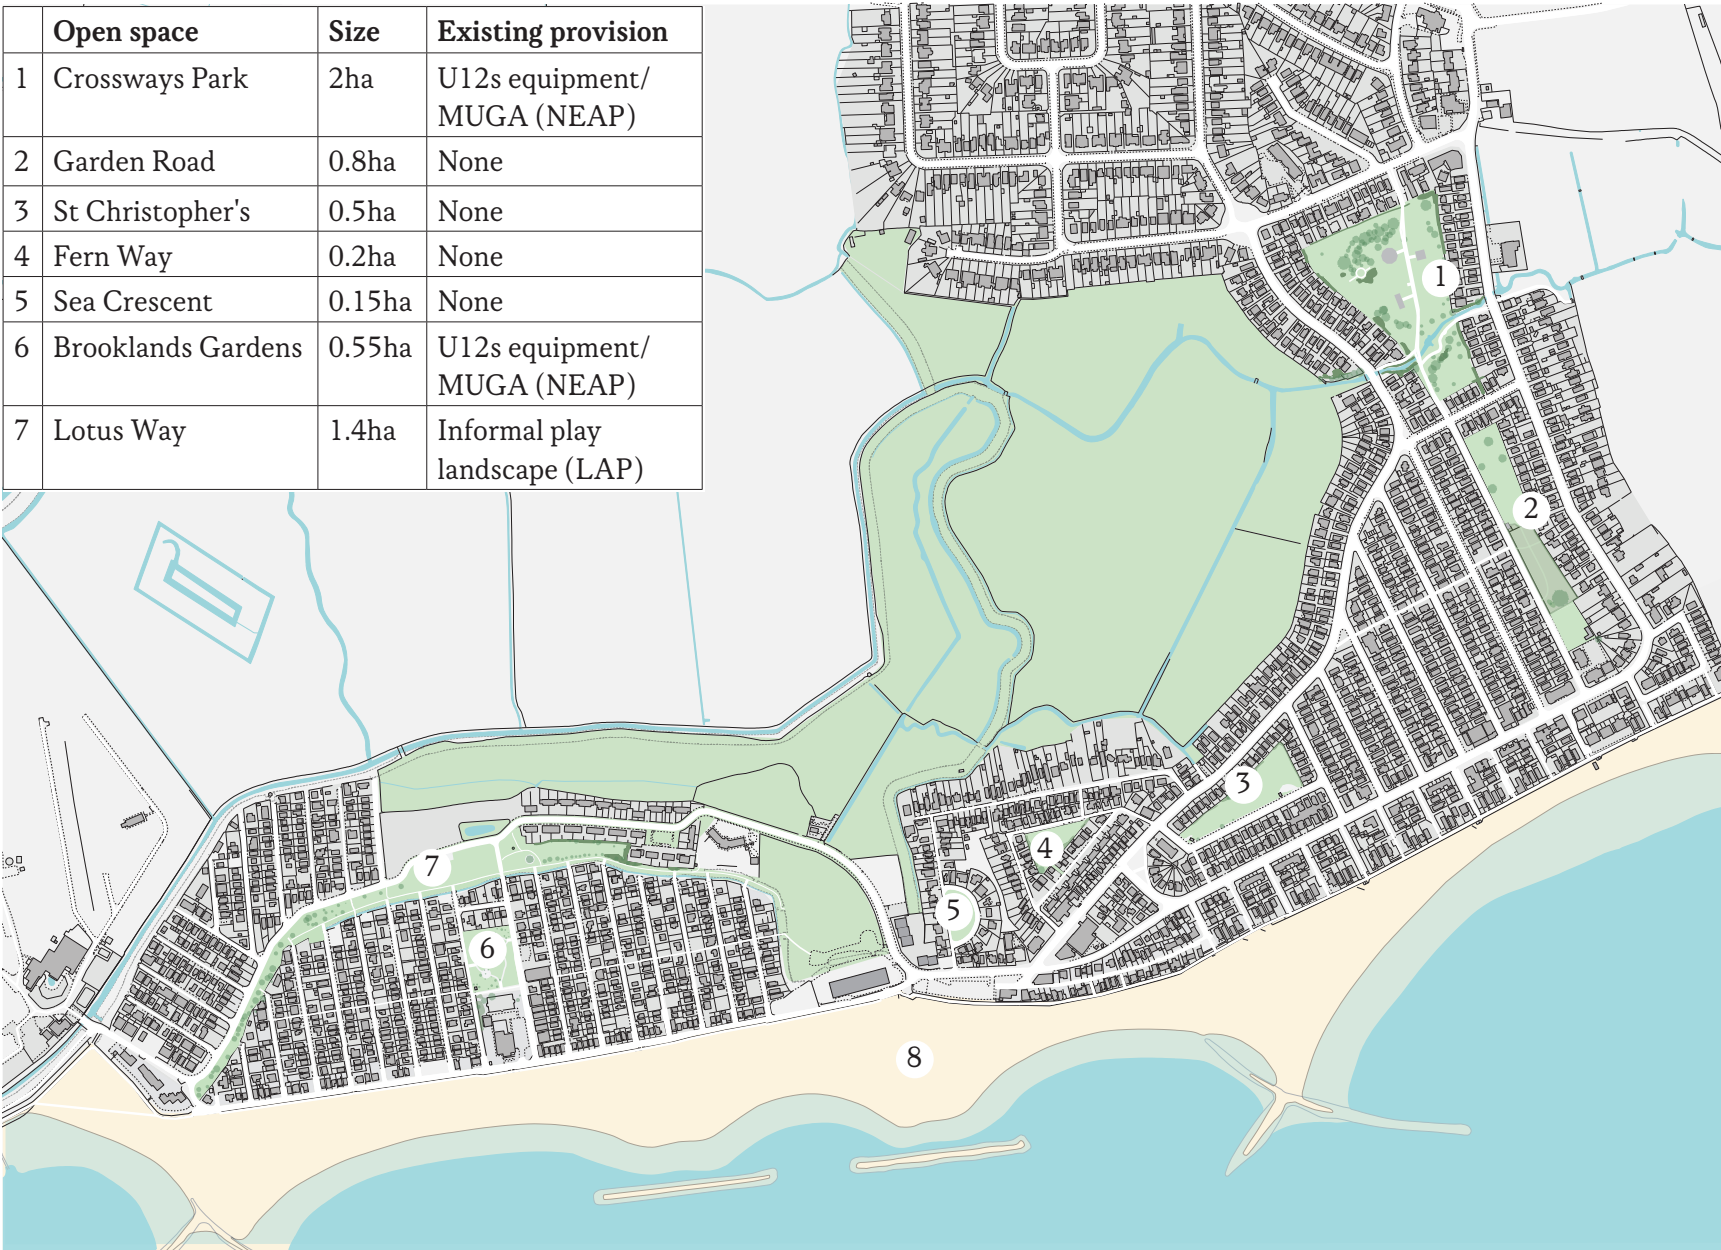 Open space Size Existing provision
1 Crossways Park 2ha U12s equipment/
MUGA (NEAP)
2 Garden Road 0.8ha None
3 St Christopher's 0.5ha None
4 Fern Way 0.2ha None
5 Sea Crescent 0.15ha None
6 Brooklands Gardens 0.55ha U12s equipment/
MUGA (NEAP)
7 Lotus Way 1.4ha Informal play
landscape (LAP)
1
2
3
4
7
5
6
8